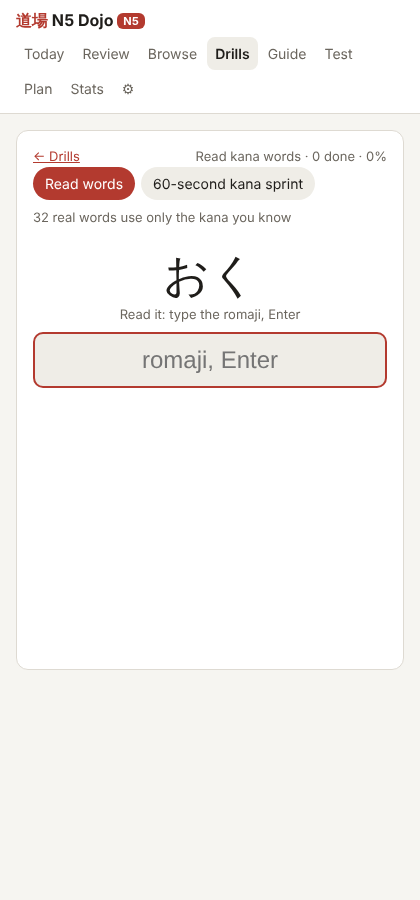 道場 N5 Dojo N5
Today Review Browse Drills Guide Test
Plan Stats ⚙
← Drills Read kana words · 0 done · 0%
Read words 60-second kana sprint
32 real words use only the kana you know
おく
Read it: type the romaji, Enter
romaji, Enter